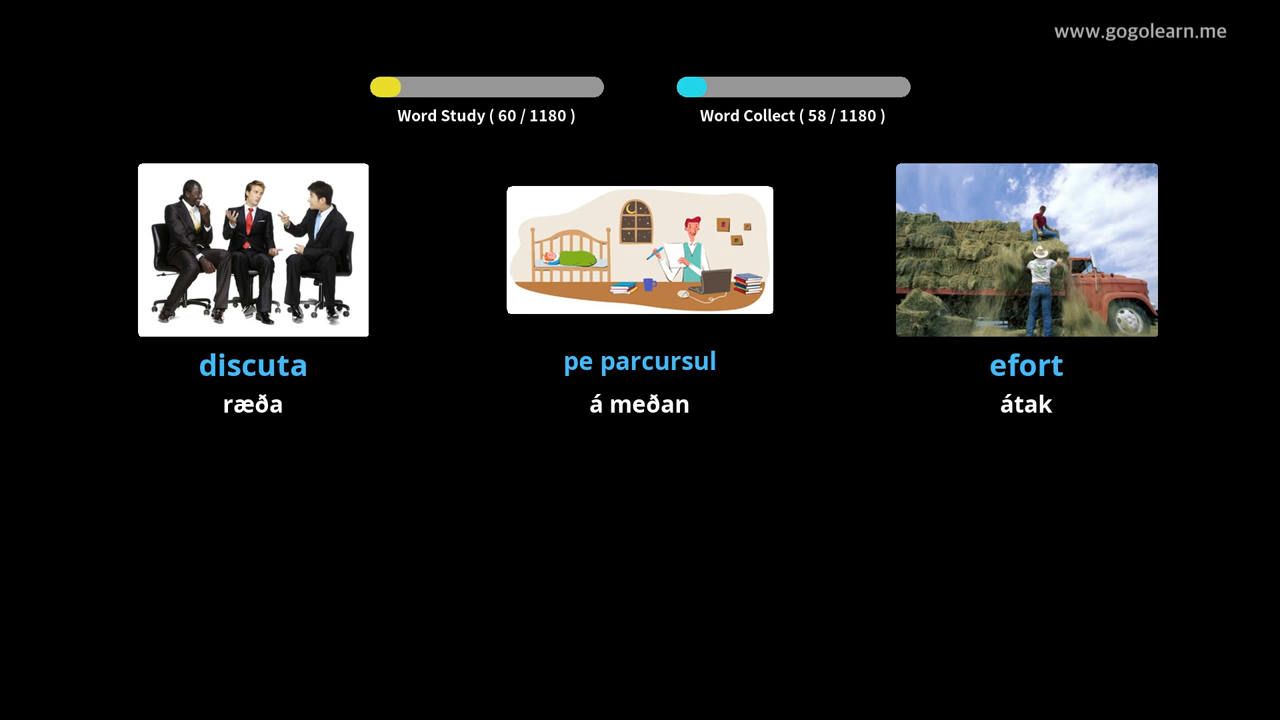 www.gogolearn.me
Word Study ( 60 / 1180 )
Word Collect ( 58 / 1180 )
discuta
ræða
pe parcursul
á meðan
efort
átak